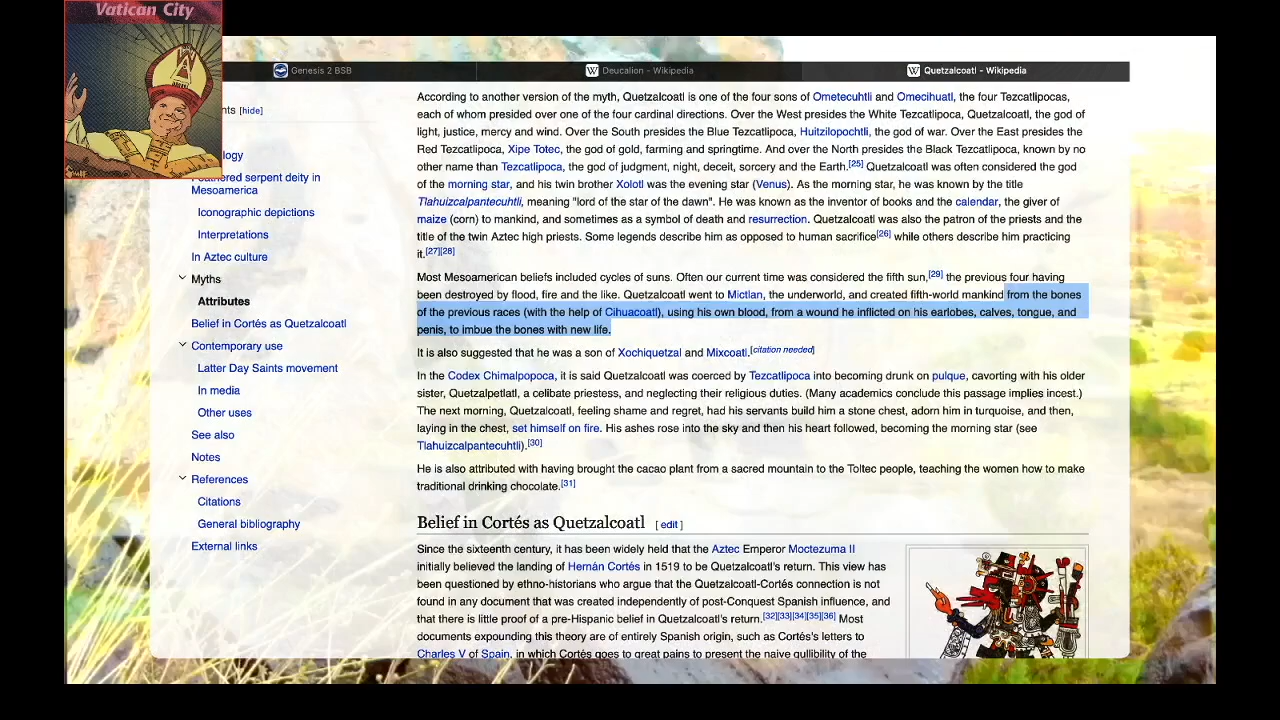 Vatican City
Genesis 2 BSB
Deucalion - Wikipedia
Quetzalcoatl - Wikipedia
nts [hide]
ology
Feathered serpent deity in
Mesoamerica
Iconographic depictions
Interpretations
In Aztec culture
Myths
Attributes
Belief in Cortés as Quetzalcoatl
Contemporary use
Latter Day Saints movement
In media
Other uses
See also
Notes
References
Citations
General bibliography
External links
According to another version of the myth, Quetzalcoatl is one of the four sons of Ometecuhtli and Omecihuatl, the four Tezcatlipocas,
each of whom presided over one of the four cardinal directions. Over the West presides the White Tezcatlipoca, Quetzalcoatl, the god of
light, justice, mercy and wind. Over the South presides the Blue Tezcatlipoca, Huitzilopochtli, the god of war. Over the East presides the
Red Tezcatlipoca, Xipe Totec, the god of gold, farming and springtime. And over the North presides the Black Tezcatlipoca, known by no
other name than Tezcatlipoca, the god of judgment, night, deceit, sorcery and the Earth.[25] Quetzalcoatl was often considered the god
of the morning star, and his twin brother Xolotl was the evening star (Venus). As the morning star, he was known by the title
Tlahuizcalpantecuhtli, meaning "lord of the star of the dawn". He was known as the inventor of books and the calendar, the giver of
maize (corn) to mankind, and sometimes as a symbol of death and resurrection. Quetzalcoatl was also the patron of the priests and the
title of the twin Aztec high priests. Some legends describe him as opposed to human sacrifice[26] while others describe him practicing
it.[27][28]
Most Mesoamerican beliefs included cycles of suns. Often our current time was considered the fifth sun,[29] the previous four having
been destroyed by flood, fire and the like. Quetzalcoatl went to Mictlan, the underworld, and created fifth-world mankind from the bones
of the previous races (with the help of Cihuacoatl), using his own blood, from a wound he inflicted on his earlobes, calves, tongue, and
penis, to imbue the bones with new life.
It is also suggested that he was a son of Xochiquetzal and Mixcoatl.[citation needed]
In the Codex Chimalpopoca, it is said Quetzalcoatl was coerced by Tezcatlipoca into becoming drunk on pulque, cavorting with his older
sister, Quetzalpetlatl, a celibate priestess, and neglecting their religious duties. (Many academics conclude this passage implies incest.)
The next morning, Quetzalcoatl, feeling shame and regret, had his servants build him a stone chest, adorn him in turquoise, and then,
laying in the chest, set himself on fire. His ashes rose into the sky and then his heart followed, becoming the morning star (see
Tlahuizcalpantecuhtli).[30]
He is also attributed with having brought the cacao plant from a sacred mountain to the Toltec people, teaching the women how to make
traditional drinking chocolate.[31]
Belief in Cortés as Quetzalcoatl [ edit ]
Since the sixteenth century, it has been widely held that the Aztec Emperor Moctezuma II
initially believed the landing of Hernán Cortés in 1519 to be Quetzalcoatl's return. This view has
been questioned by ethno-historians who argue that the Quetzalcoatl-Cortés connection is not
found in any document that was created independently of post-Conquest Spanish influence, and
that there is little proof of a pre-Hispanic belief in Quetzalcoatl's return.[32][33][34][35][36] Most
documents expounding this theory are of entirely Spanish origin, such as Cortés's letters to
Charles V of Spain, in which Cortés goes to great pains to present the naive gullibility of the